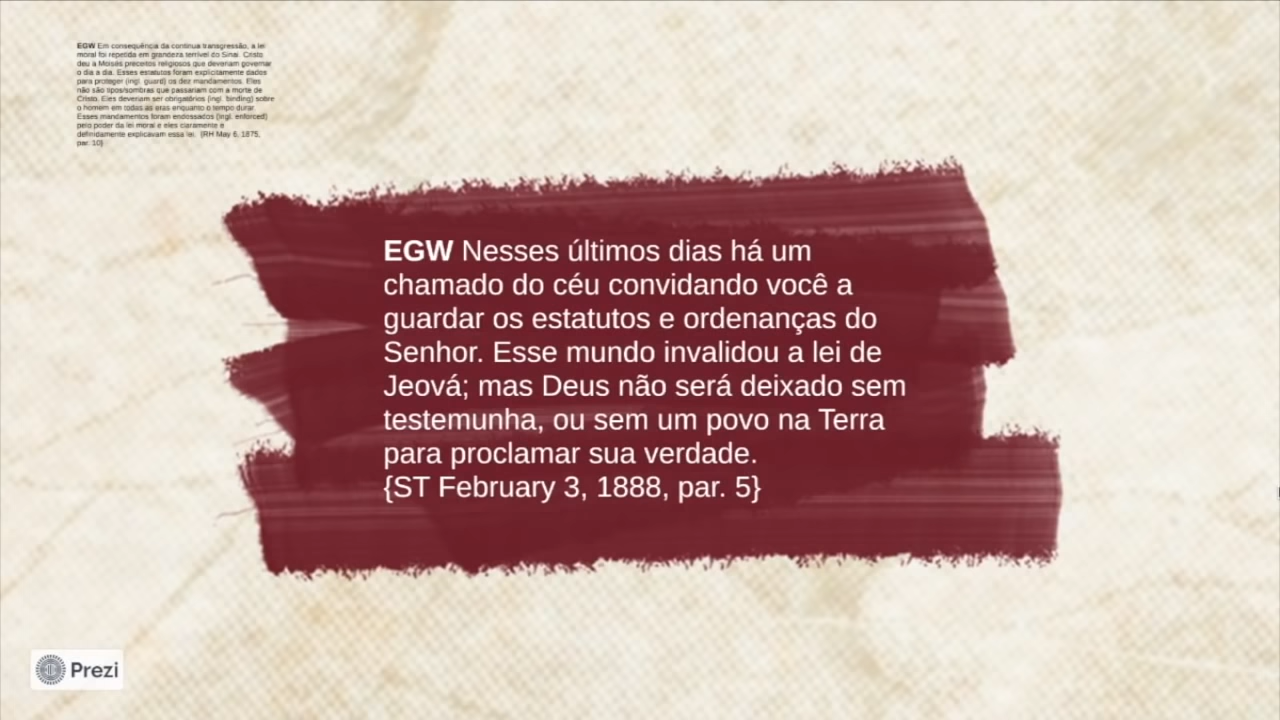 EGW Em consequência da continua transgressão, a lei
moral foi repetida em grandeza terrível do Sinai. Cristo
deu a Moisés preceitos religiosos que deveriam governar
o dia a dia. Esses estatutos foram explicitamente dados
para proteger (ingl. guard) os dez mandamentos. Eles
não são tipos/sombras que passariam com a morte de
Cristo. Eles deveriam ser obrigatórios (ingl. binding) sobre
o homem em todas as eras enquanto o tempo durar.
Esses mandamentos foram endossados (ingl. enforced)
pelo poder da lei moral e eles claramente e
definidamente explicavam essa lei. {RH May 6, 1875,
par. 10}
EGW Nesses últimos dias há um
chamado do céu convidando você a
guardar os estatutos e ordenanças do
Senhor. Esse mundo invalidou a lei de
Jeová; mas Deus não será deixado sem
testemunha, ou sem um povo na Terra
para proclamar sua verdade.
{ST February 3, 1888, par. 5}
Prezi